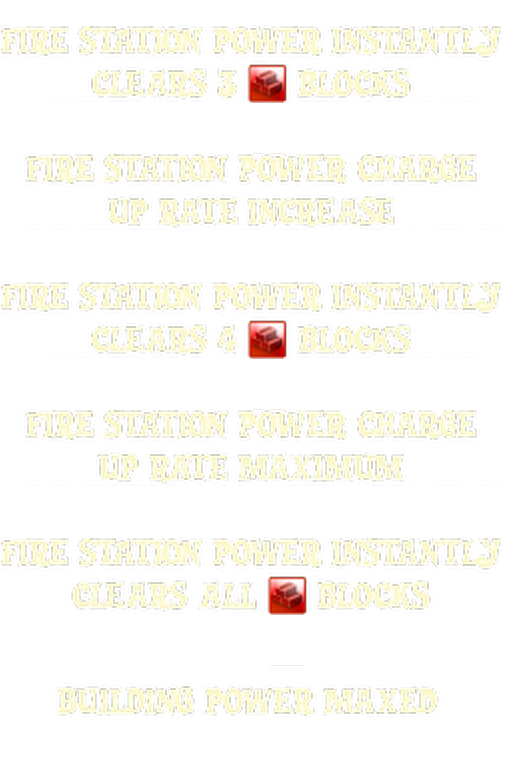 FIRE STATION POWER INSTANTLY
CLEARS 3 BLOCKS
FIRE STATION POWER CHARGE
UP RATE INCREASE
FIRE STATION POWER INSTANTLY
CLEARS 4 BLOCKS
FIRE STATION POWER CHARGE
UP RATE MAXIMUM
FIRE STATION POWER INSTANTLY
CLEARS ALL BLOCKS
BUILDING POWER MAXED